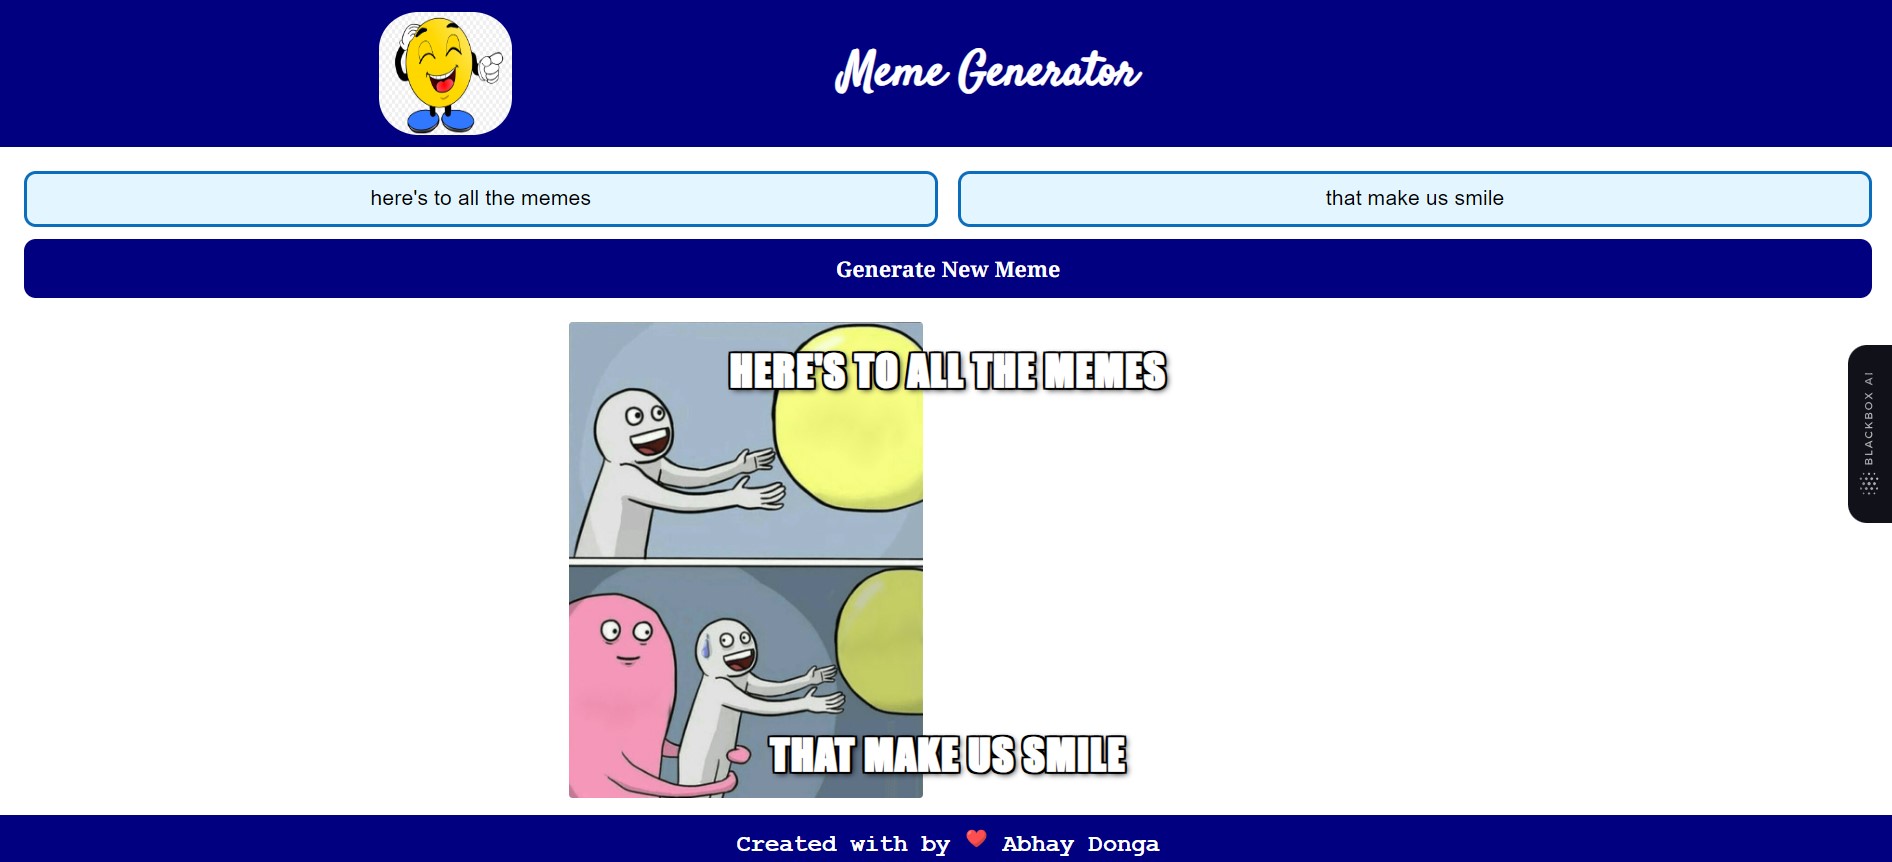 Meme Generator
here's to all the memes
that make us smile
Generate New Meme
HERE'S TO ALL THE MEMES
BLACKBOX AI
THAT MAKE US SMILE
Created with by ❤️ Abhay Donga